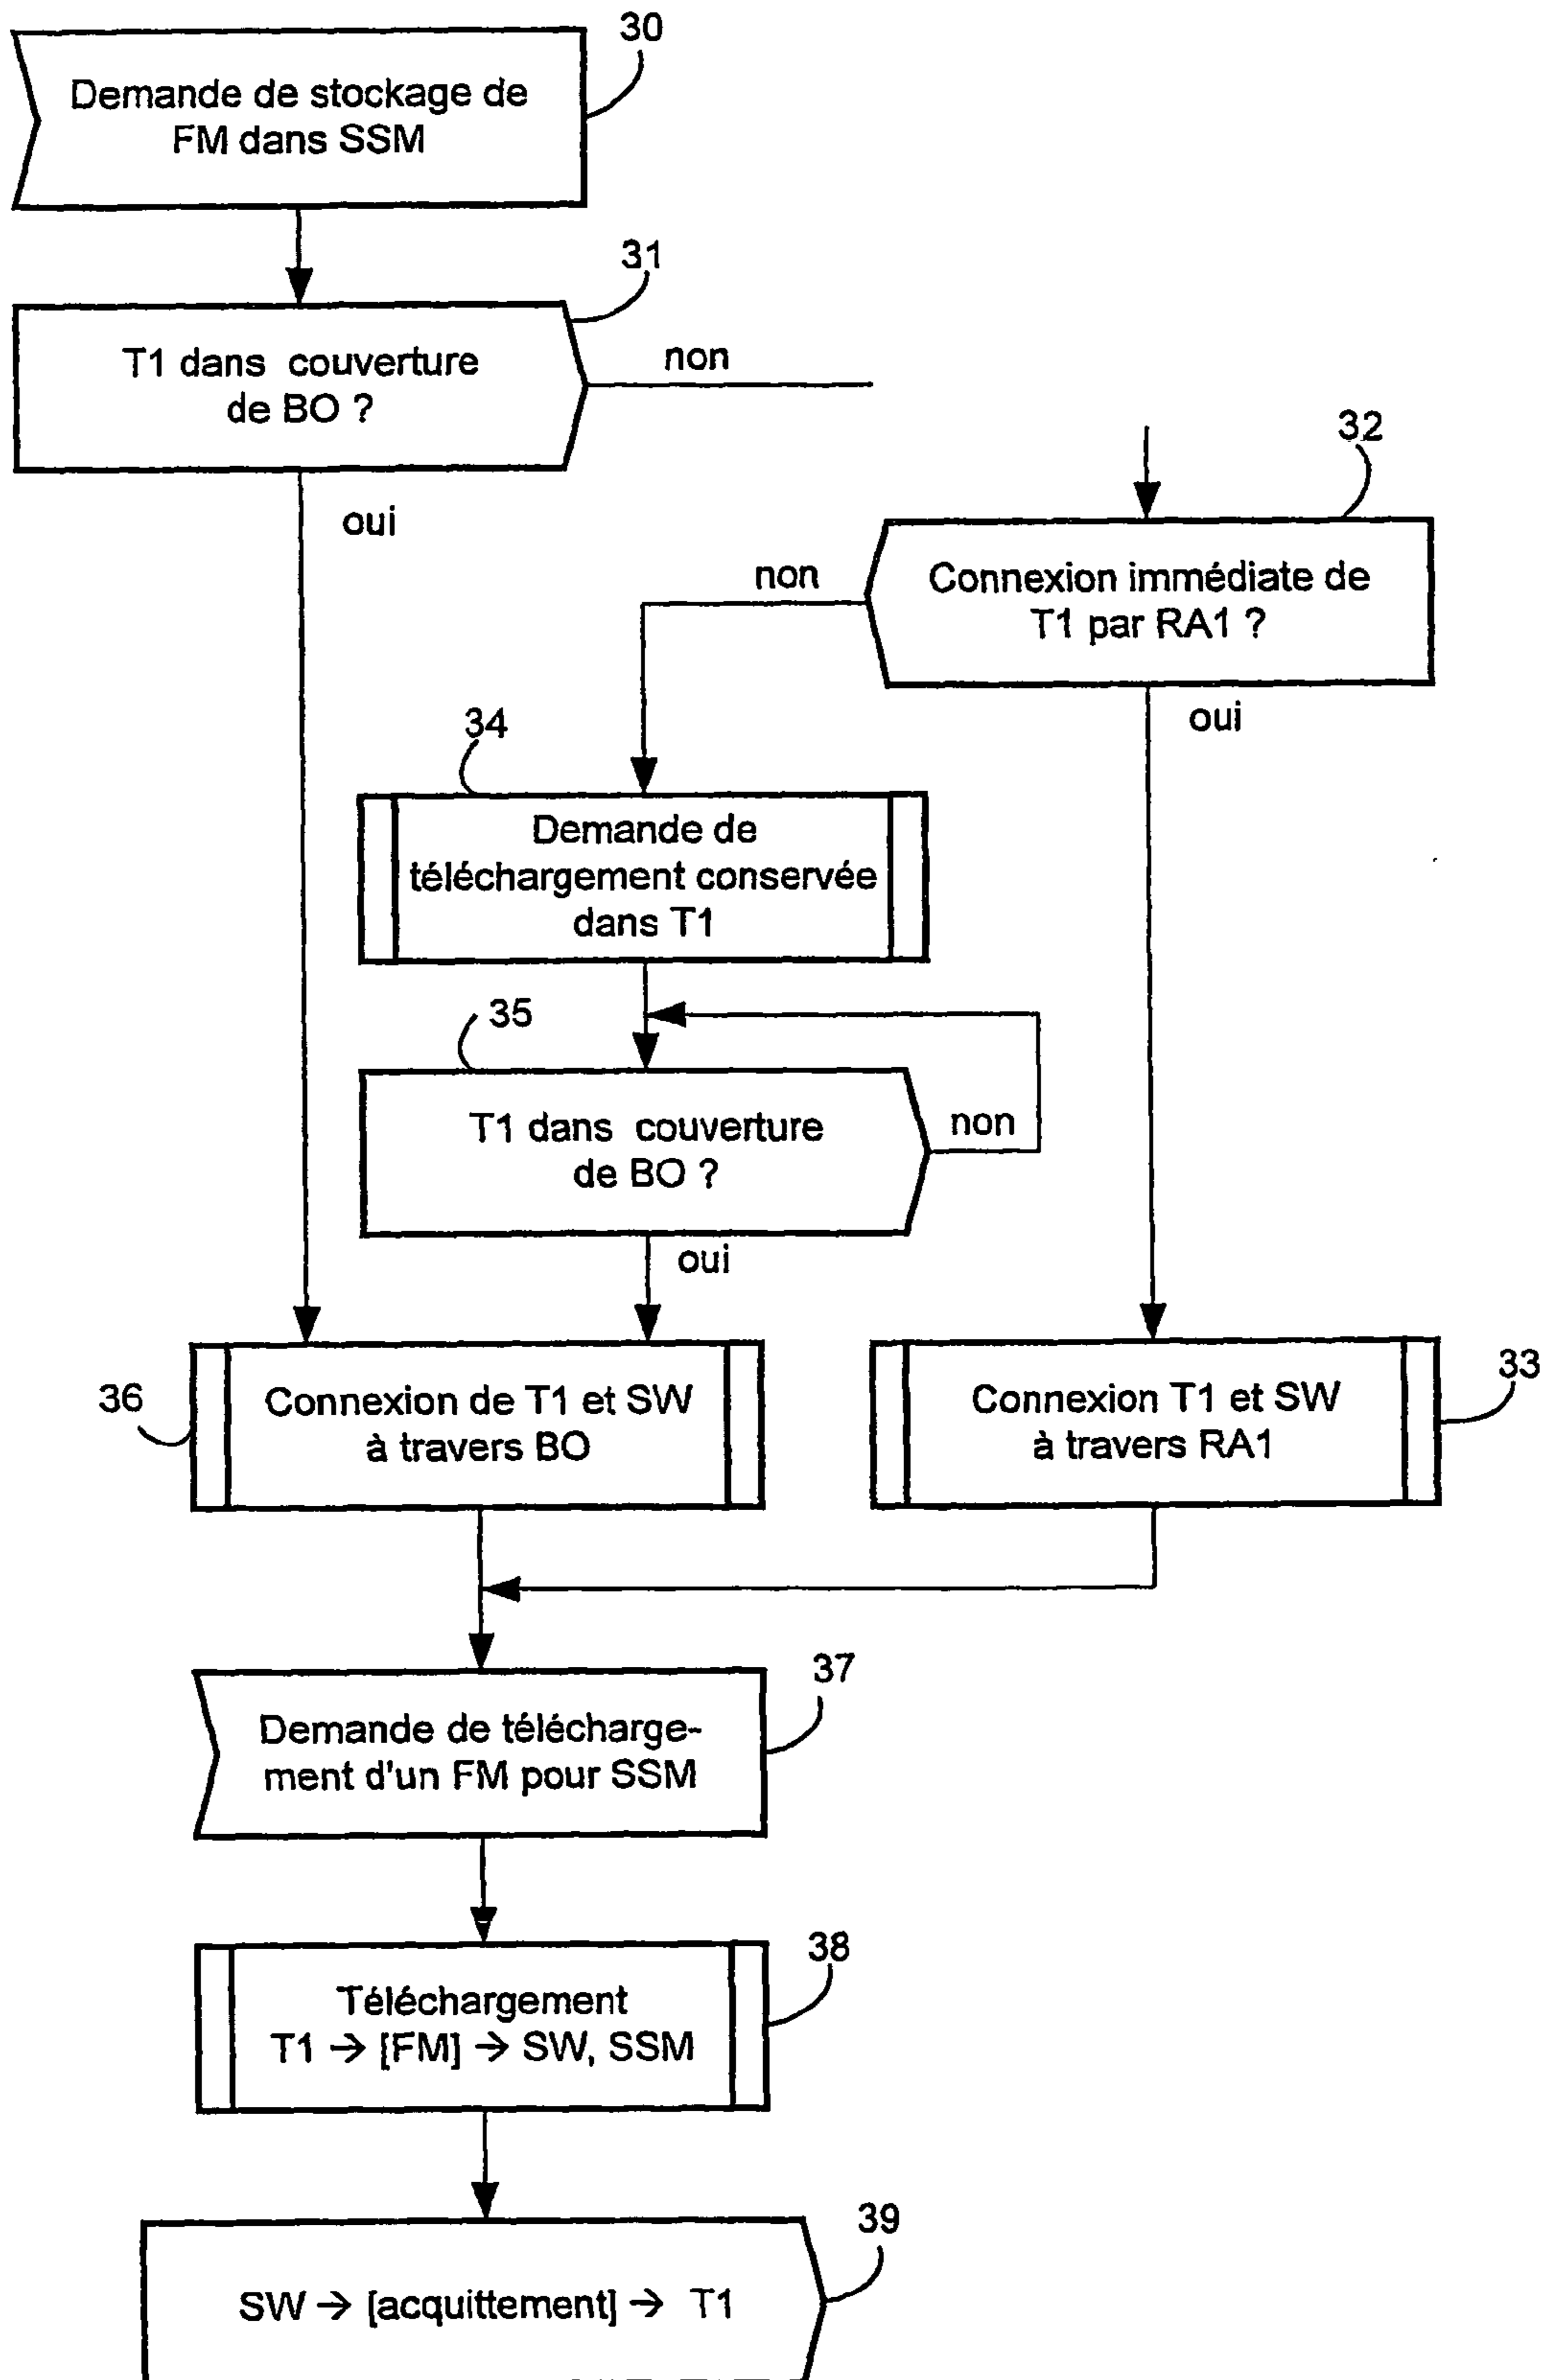 30
Demande de stockage de
FM dans SSM
31
T1 dans couverture
de BO ?
non
oui
32
Connexion immédiate de
T1 par RA1 ?
non
oui
34
Demande de
téléchargement conservée
dans T1
35
T1 dans couverture
de BO ?
non
oui
36
Connexion de T1 et SW
à travers BO
33
Connexion T1 et SW
à travers RA1
37
Demande de télécharge-
ment d'un FM pour SSM
38
Téléchargement
T1 → [FM] → SW, SSM
39
SW → [acquittement] → T1